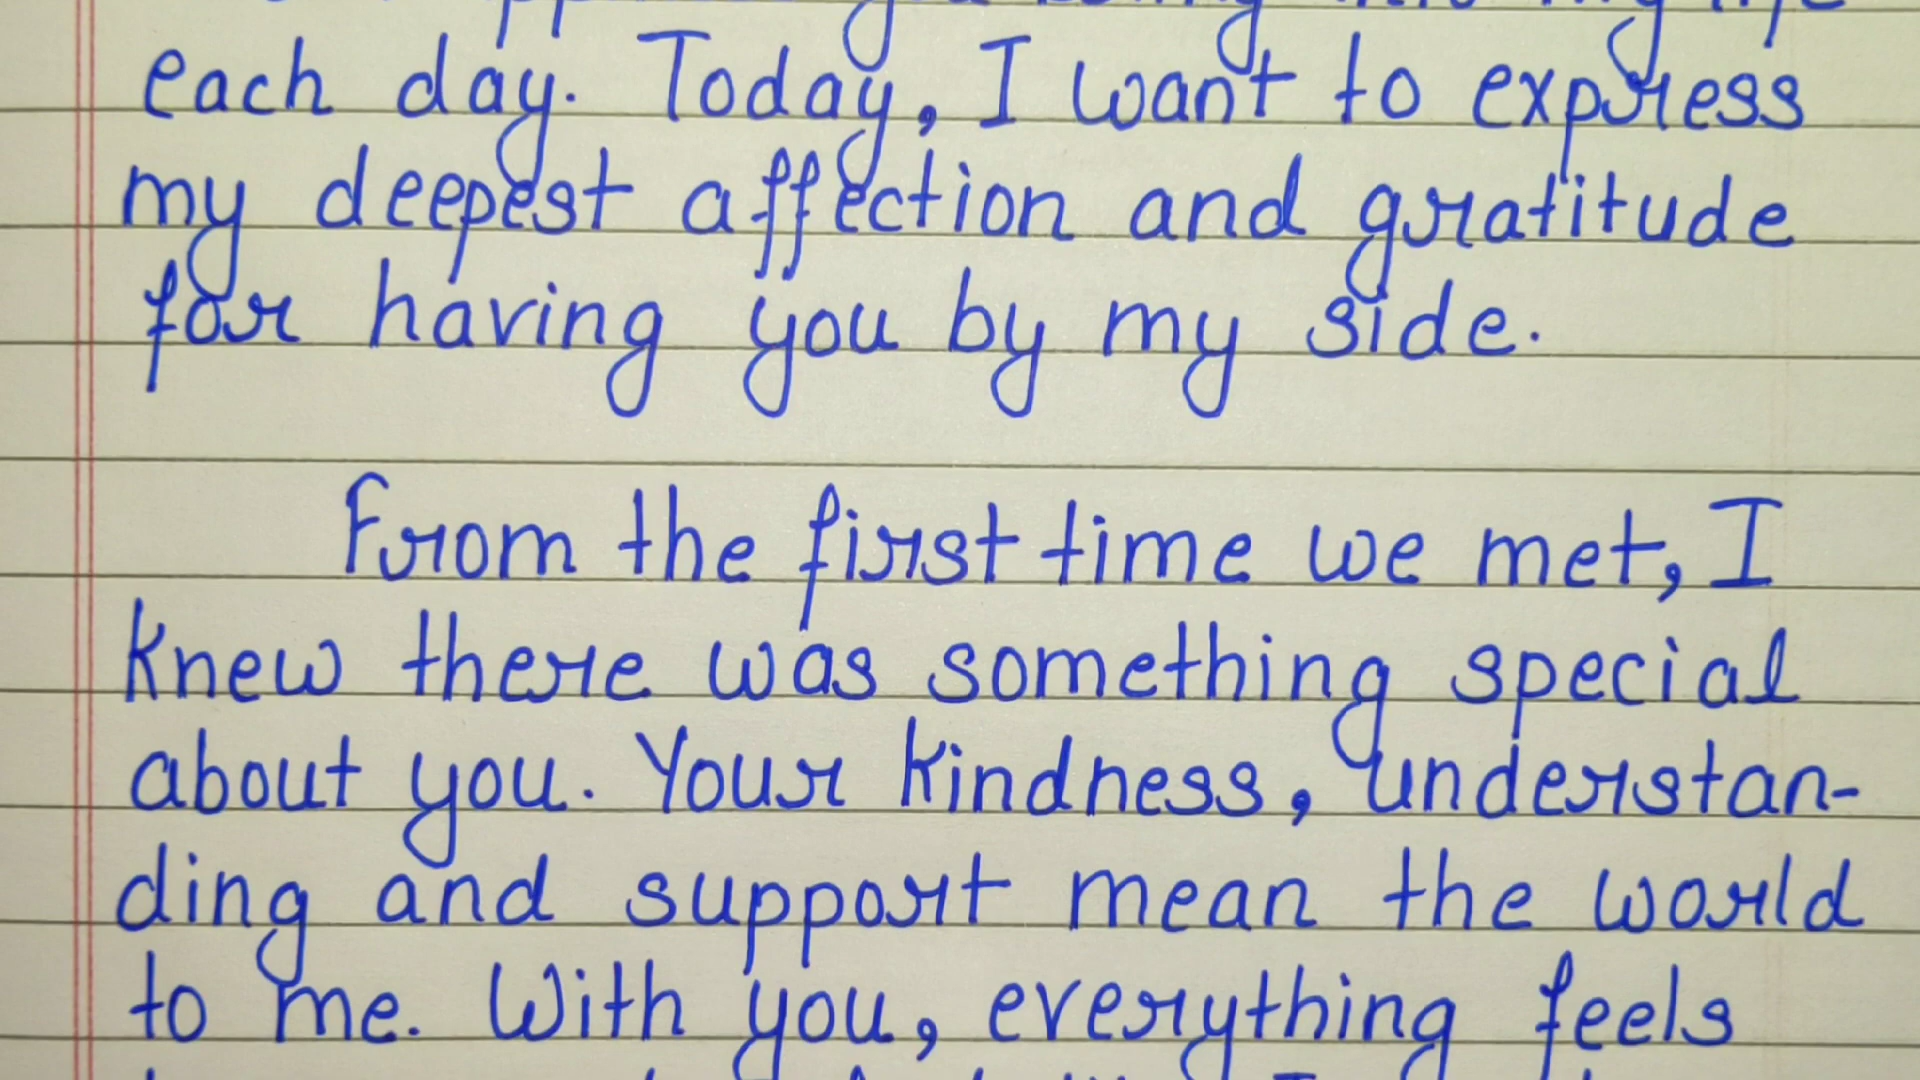 each day. Today, I want to express
my deepest affection and gratitude
for having you by my side.
From the first time we met, I
knew there was something special
about you. Your kindness, understan-
ding and support mean the world
to me. With you, everything feels